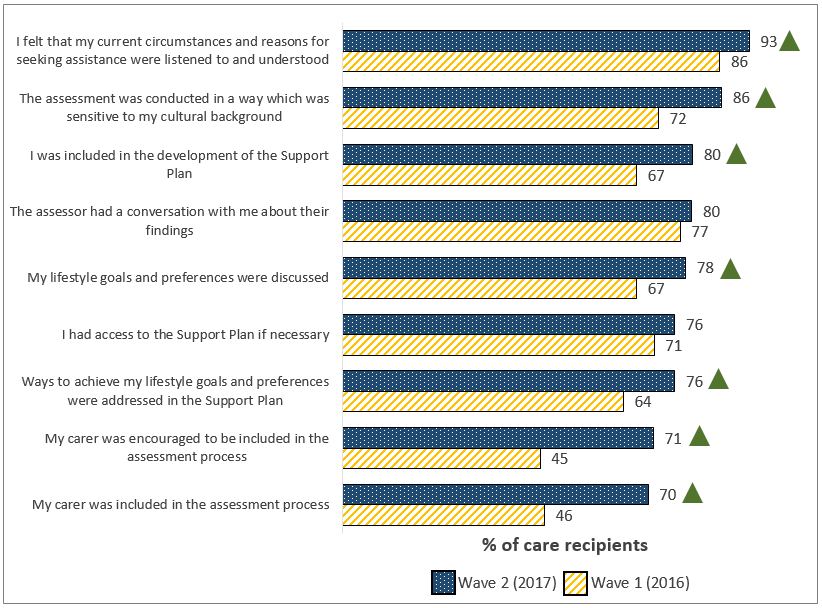 I felt that my current circumstances and reasons for
seeking assistance were listened to and understood
93
86
The assessment was conducted in a way which was
sensitive to my cultural background
86
72
I was included in the development of the Support
Plan
80
67
The assessor had a conversation with me about their
findings
80
77
My lifestyle goals and preferences were discussed
78
67
I had access to the Support Plan if necessary
76
71
Ways to achieve my lifestyle goals and preferences
were addressed in the Support Plan
76
64
My carer was encouraged to be included in the
assessment process
71
45
My carer was included in the assessment process
70
46
% of care recipients
Wave 2 (2017) Wave 1 (2016)